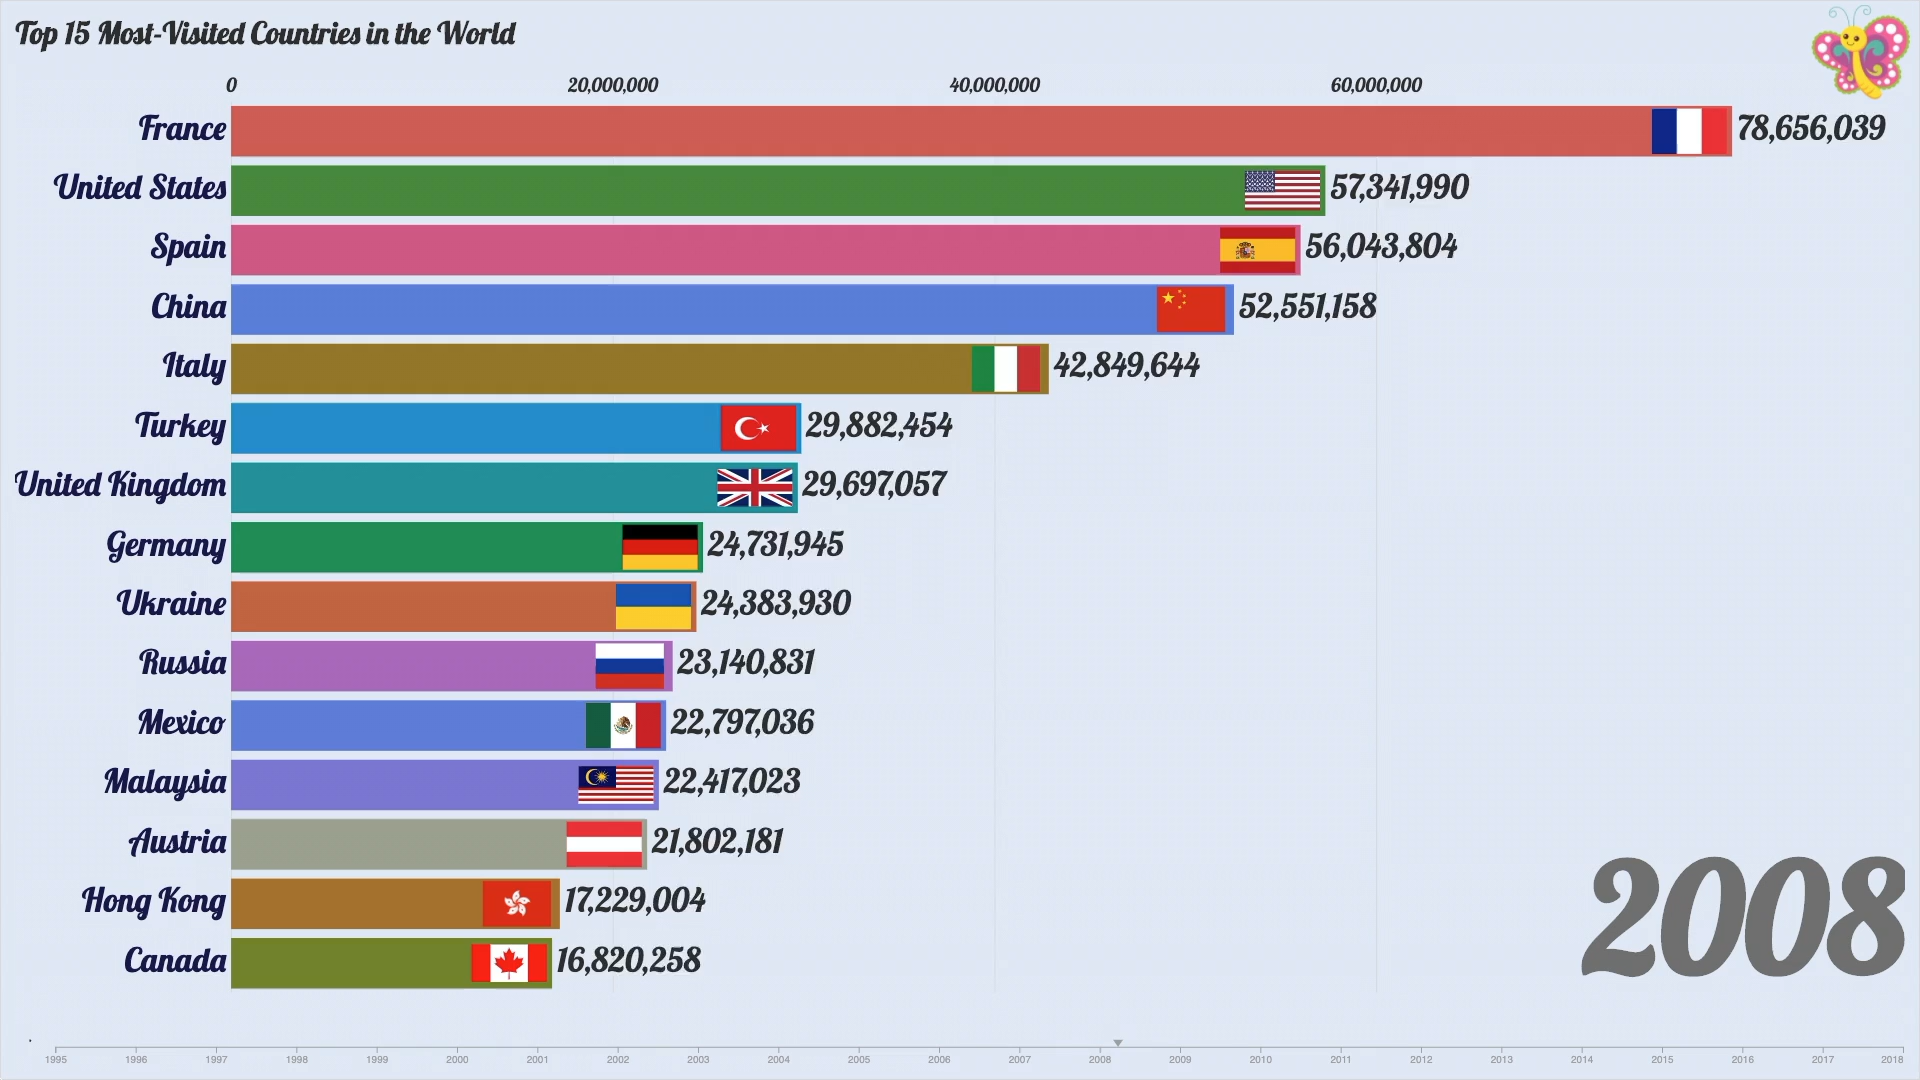 Top 15 Most-Visited Countries in the World
0 20,000,000 40,000,000 60,000,000
France 78,656,039
United States 57,341,990
Spain 56,043,804
China 52,551,158
Italy 42,849,644
Turkey 29,882,454
United Kingdom 29,697,057
Germany 24,731,945
Ukraine 24,383,930
Russia 23,140,831
Mexico 22,797,036
Malaysia 22,417,023
Austria 21,802,181
Hong Kong 17,229,004
Canada 16,820,258
2008
1995 1996 1997 1998 1999 2000 2001 2002 2003 2004 2005 2006 2007 2008 2009 2010 2011 2012 2013 2014 2015 2016 2017 2018